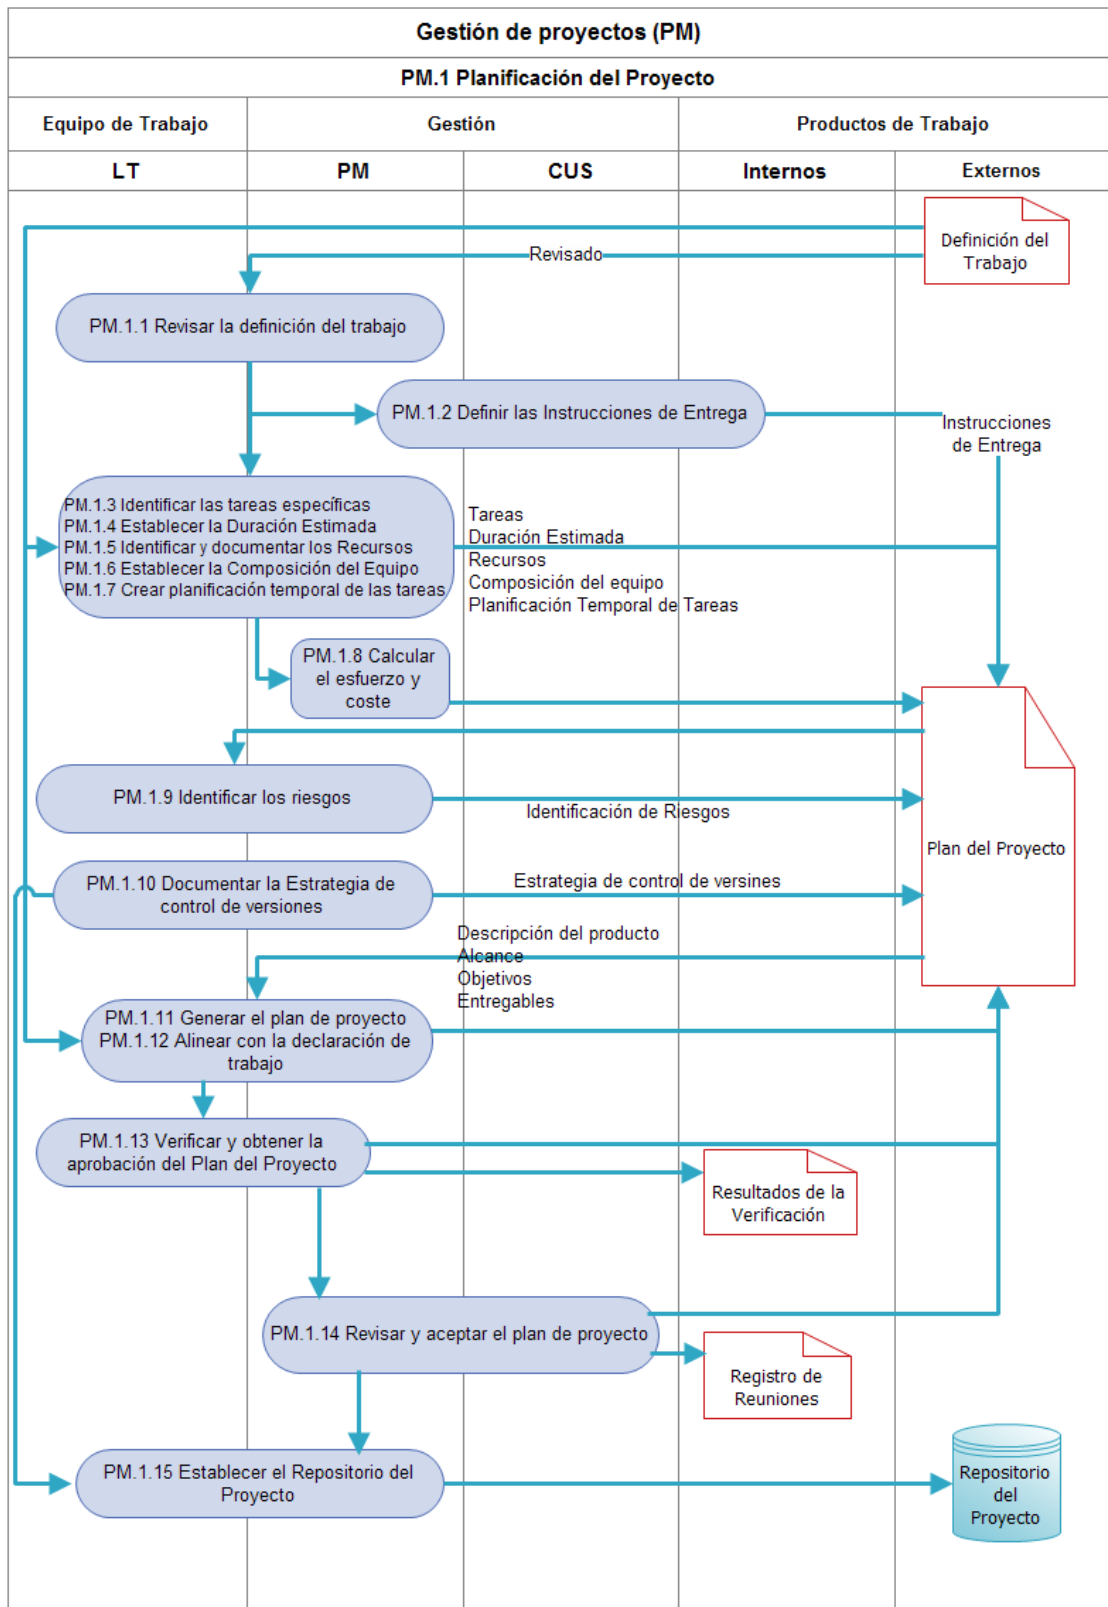 Gestión de proyectos (PM)
PM.1 Planificación del Proyecto
Equipo de Trabajo
Gestión
Productos de Trabajo
LT
PM
CUS
Internos
Externos
Definición del
Trabajo
Revisado
PM.1.1 Revisar la definición del trabajo
PM.1.2 Definir las Instrucciones de Entrega
Instrucciones
de Entrega
PM.1.3 Identificar las tareas específicas
PM.1.4 Establecer la Duración Estimada
PM.1.5 Identificar y documentar los Recursos
PM.1.6 Establecer la Composición del Equipo
PM.1.7 Crear planificación temporal de las tareas
Tareas
Duración Estimada
Recursos
Composición del equipo
Planificación Temporal de Tareas
PM.1.8 Calcular
el esfuerzo y
coste
PM.1.9 Identificar los riesgos
Identificación de Riesgos
Plan del Proyecto
PM.1.10 Documentar la Estrategia de
control de versiones
Estrategia de control de versines
Descripción del producto
Alcance
Objetivos
Entregables
PM.1.11 Generar el plan de proyecto
PM.1.12 Alinear con la declaración de
trabajo
PM.1.13 Verificar y obtener la
aprobación del Plan del Proyecto
Resultados de la
Verificación
PM.1.14 Revisar y aceptar el plan de proyecto
Registro de
Reuniones
PM.1.15 Establecer el Repositorio del
Proyecto
Repositorio
del
Proyecto